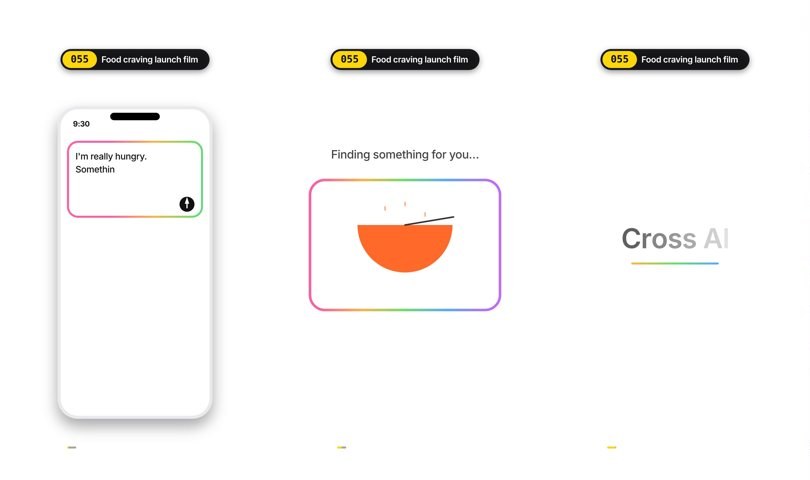 055 Food craving launch film
9:30
I'm really hungry.
Somethin
055 Food craving launch film
Finding something for you...
055 Food craving launch film
Cross AI